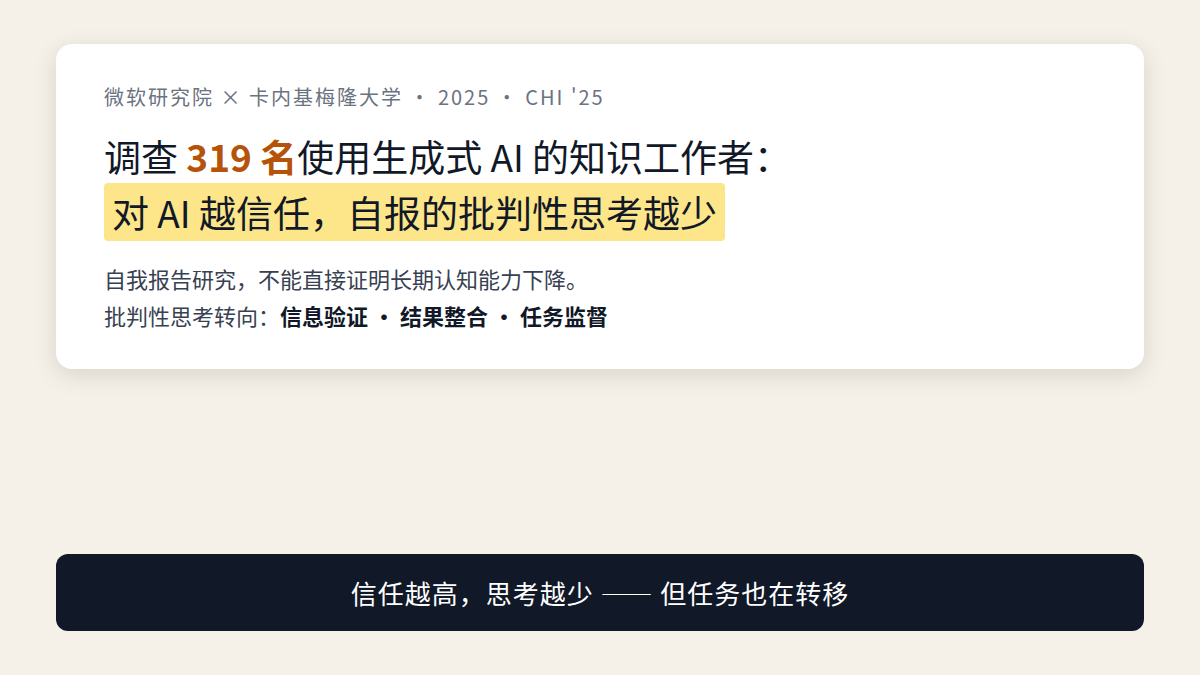 微软研究院 × 卡内基梅隆大学 · 2025 · CHI '25
调查 319 名使用生成式 AI 的知识工作者：
对 AI 越信任，自报的批判性思考越少
自我报告研究，不能直接证明长期认知能力下降。
批判性思考转向：信息验证 · 结果整合 · 任务监督
信任越高，思考越少 —— 但任务也在转移